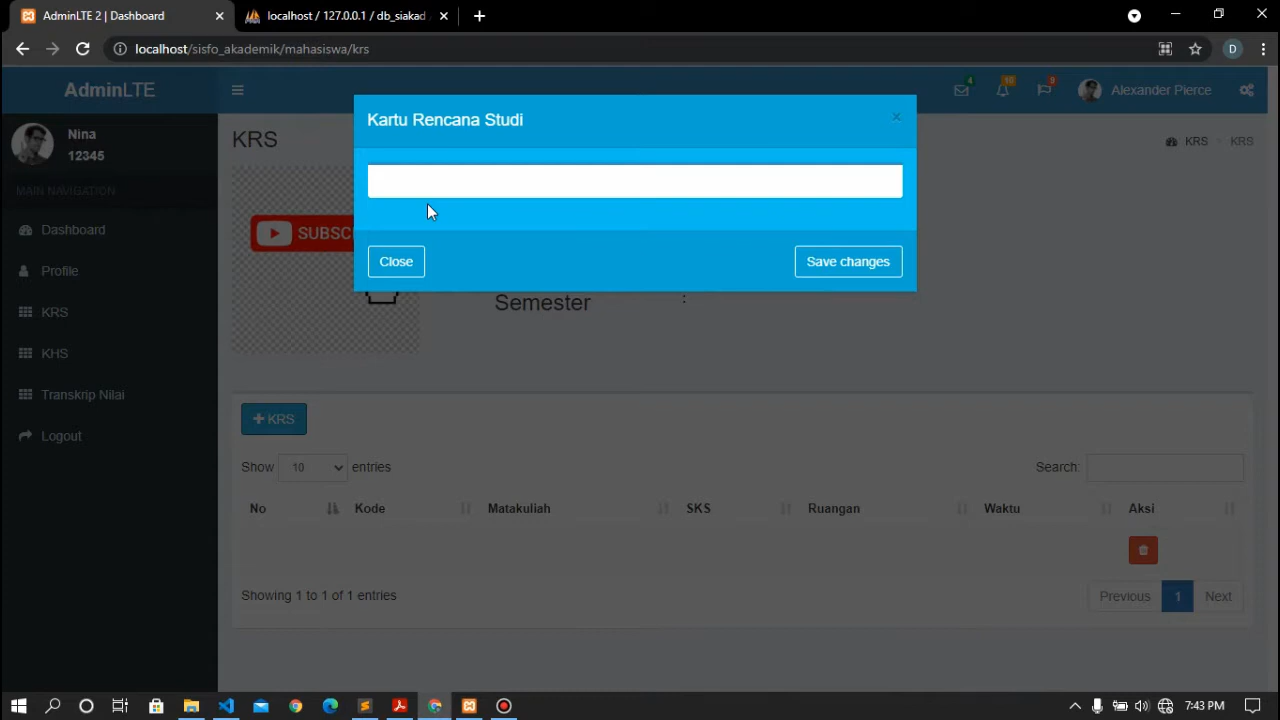 AdminLTE 2 | Dashboard
localhost / 127.0.0.1 / db_siakad
localhost/sisfo_akademik/mahasiswa/krs
D
AdminLTE
4
10
9
Alexander Pierce
Nina
12345
MAIN NAVIGATION
Dashboard
Profile
KRS
KHS
Transkrip Nilai
Logout
KRS
KRS
KRS
Kartu Rencana Studi
×
Close
Save changes
SUBSC
Semester :
KRS
Show 10 entries
Search:
No Kode Matakuliah SKS Ruangan Waktu Aksi
Showing 1 to 1 of 1 entries
Previous 1 Next
7:43 PM